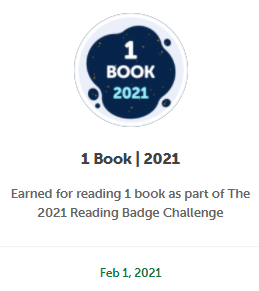 1
BOOK
2021
1 Book | 2021
Earned for reading 1 book as part of The
2021 Reading Badge Challenge
Feb 1, 2021